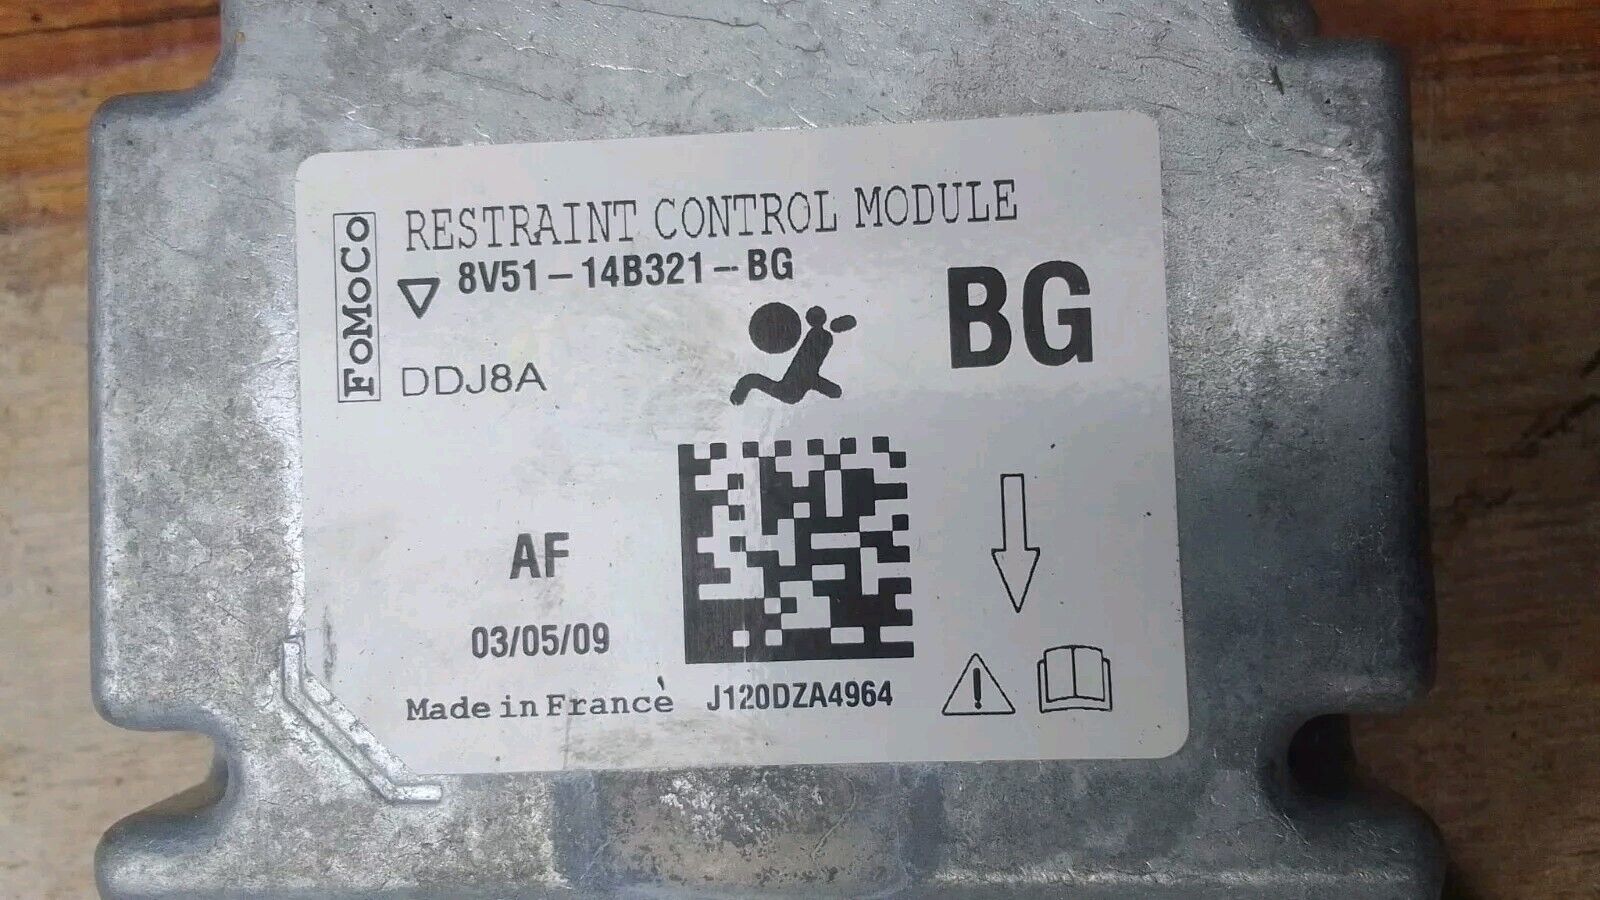 FoMoCo
RESTRAINT CONTROL MODULE
8V51-14B321-BG
BG
DDJ8A
AF
03/05/09
Made in France
J120DZA4964